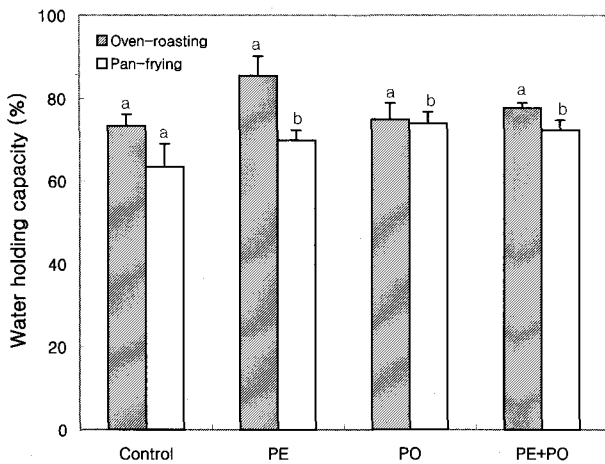 100
80
60
40
20
0
Water holding capacity (%)
Oven-roasting
Pan-frying
a
a
a
b
a
b
a
b
Control PE PO PE+PO